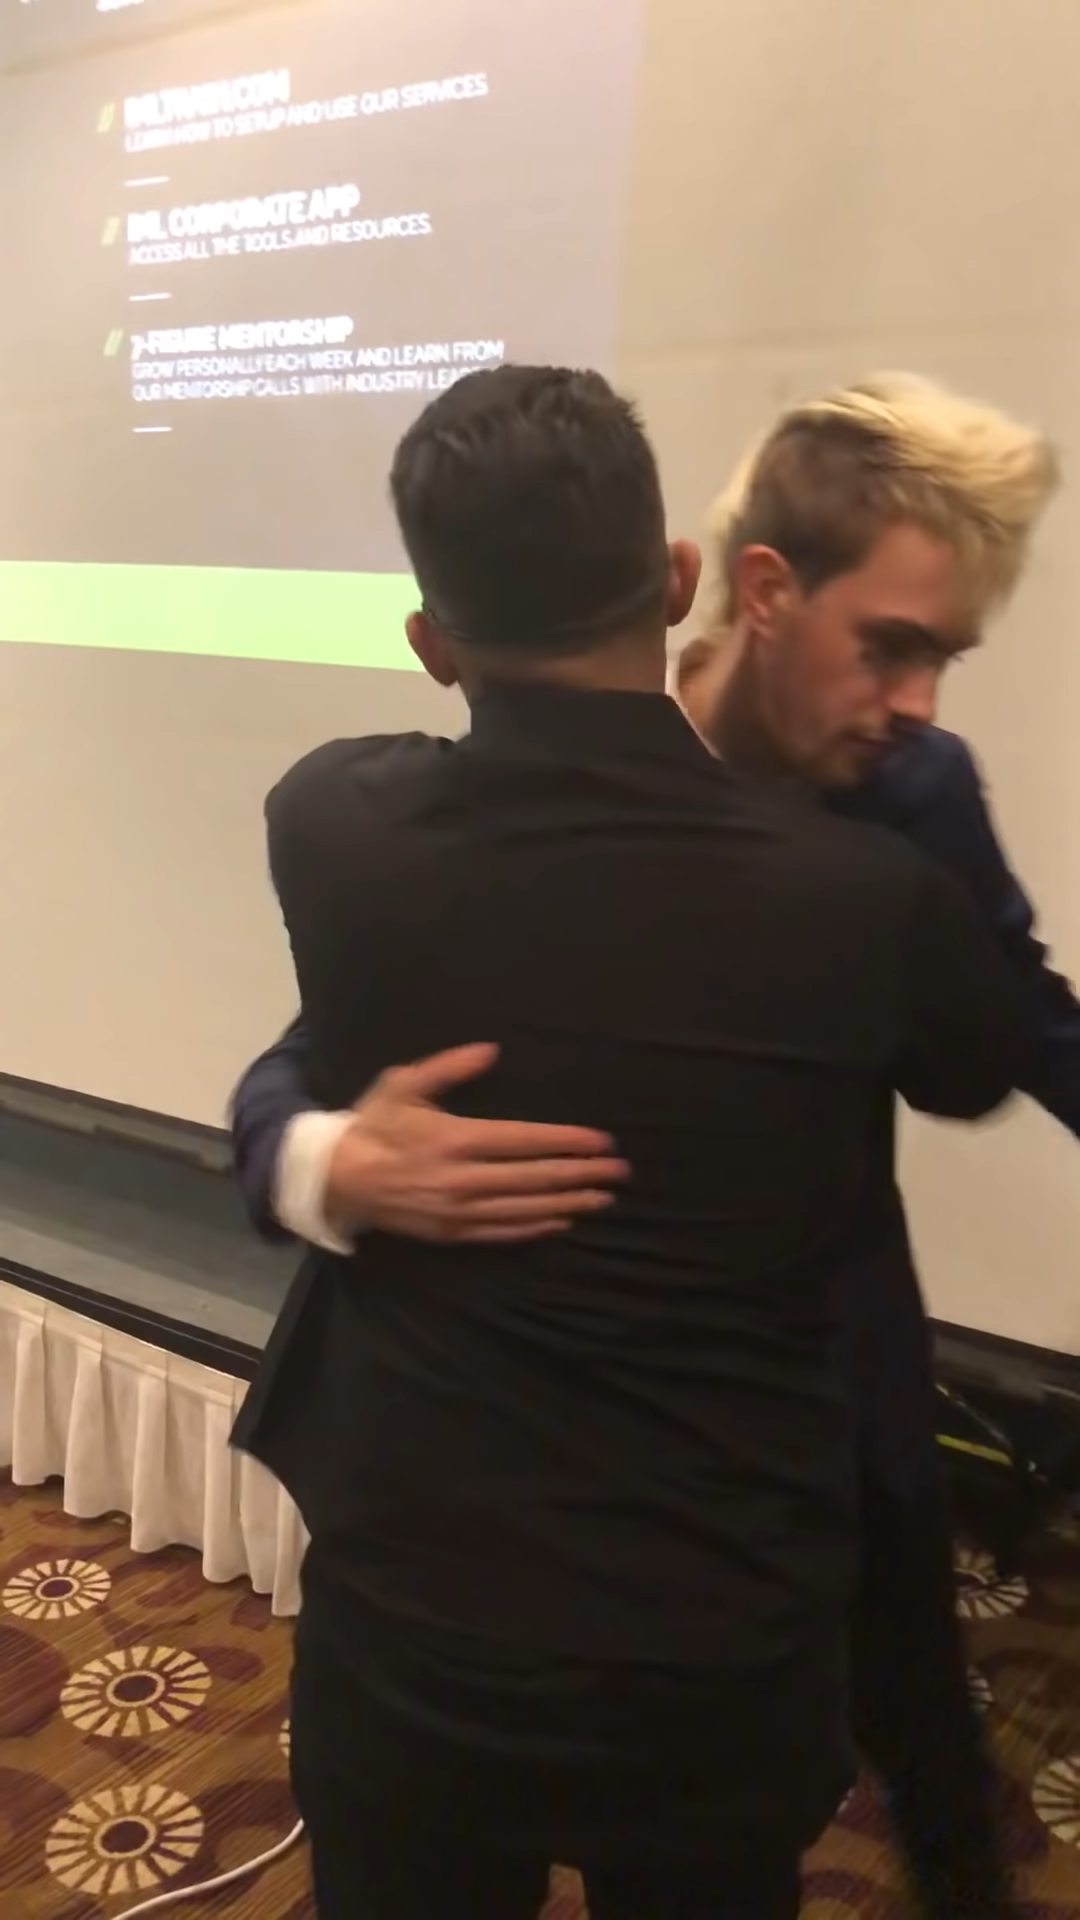 LEARN HOW TO SETUP AND USE OUR SERVICES
IML CORPORATE APP
ACCESS ALL THE TOOLS AND RESOURCES
7-FIGURE MENTORSHIP
GROW PERSONALLY EACH WEEK AND LEARN FROM
OUR MENTORSHIP CALLS WITH INDUSTRY